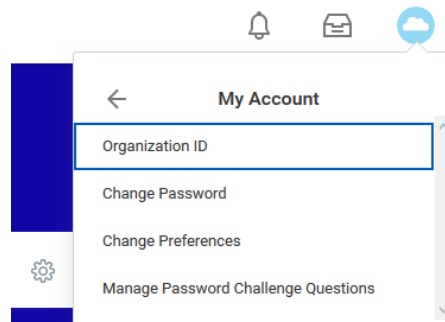 My Account
Organization ID
Change Password
Change Preferences
Manage Password Challenge Questions